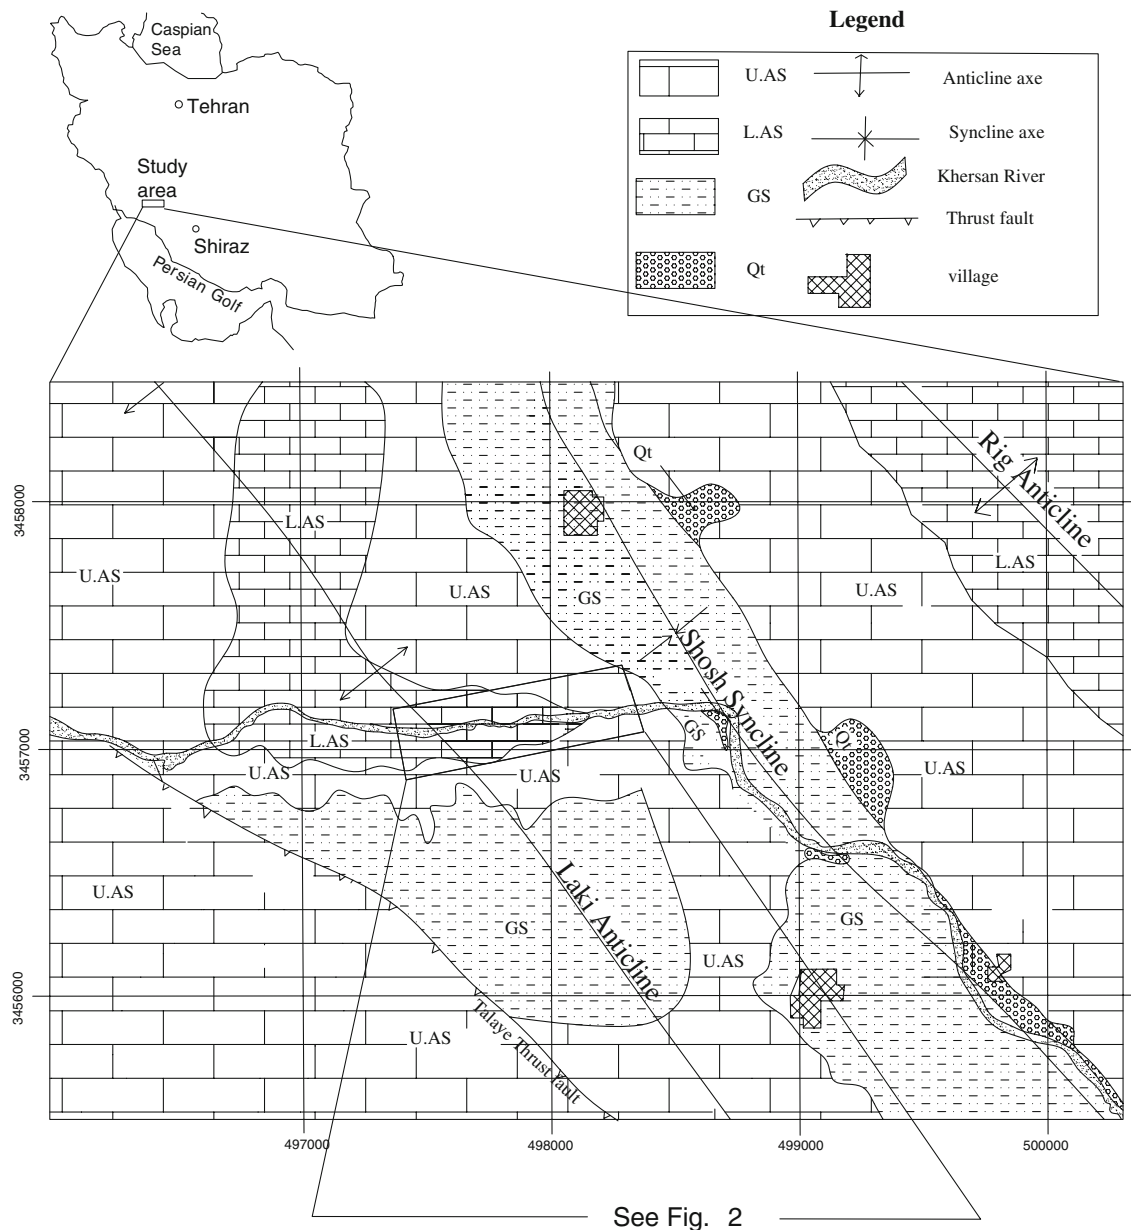 Legend
Caspian
Sea
Tehran
Study
area
Shiraz
Persian Golf
U.AS
Anticline axe
L.AS
Syncline axe
Khersan River
GS
Thrust fault
Qt
village
Qt
Rig Anticline
3458000
L.AS
L.AS
U.AS
U.AS
U.AS
GS
Shosh Syncline
GS
Qt
3457000
L.AS
U.AS
U.AS
U.AS
U.AS
Laki Anticline
GS
GS
U.AS
3456000
Talaye Thrust fault
U.AS
497000
498000
499000
500000
See Fig. 2